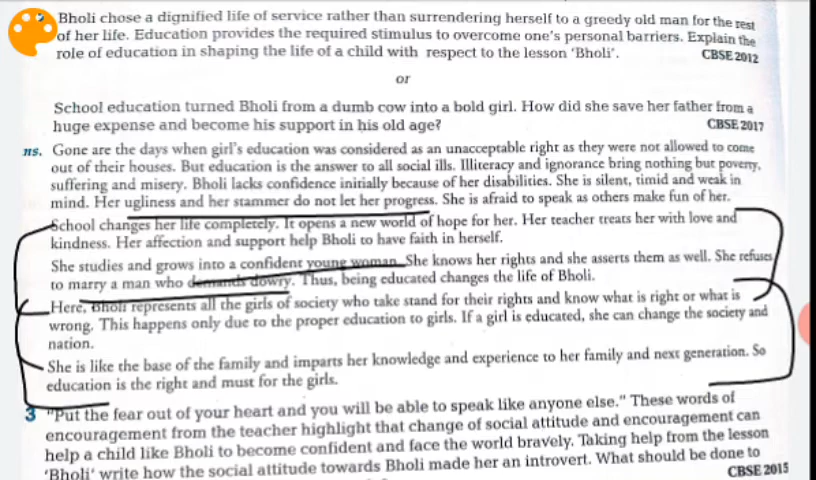 Bholi chose a dignified life of service rather than surrendering herself to a greedy old man for the rest
of her life. Education provides the required stimulus to overcome one's personal barriers. Explain the
role of education in shaping the life of a child with respect to the lesson 'Bholi'. CBSE 2012
or
School education turned Bholi from a dumb cow into a bold girl. How did she save her father from a
huge expense and become his support in his old age? CBSE 2017
ns. Gone are the days when girl's education was considered as an unacceptable right as they were not allowed to come
out of their houses. But education is the answer to all social ills. Illiteracy and ignorance bring nothing but poverty,
suffering and misery. Bholi lacks confidence initially because of her disabilities. She is silent, timid and weak in
mind. Her ugliness and her stammer do not let her progress. She is afraid to speak as others make fun of her.
School changes her life completely. It opens a new world of hope for her. Her teacher treats her with love and
kindness. Her affection and support help Bholi to have faith in herself.
She studies and grows into a confident young woman. She knows her rights and she asserts them as well. She refuses
to marry a man who demands dowry. Thus, being educated changes the life of Bholi.
Here, Bholi represents all the girls of society who take stand for their rights and know what is right or what is
wrong. This happens only due to the proper education to girls. If a girl is educated, she can change the society and
nation.
She is like the base of the family and imparts her knowledge and experience to her family and next generation. So
education is the right and must for the girls.
3 "Put the fear out of your heart and you will be able to speak like anyone else." These words of
encouragement from the teacher highlight that change of social attitude and encouragement can
help a child like Bholi to become confident and face the world bravely. Taking help from the lesson
'Bholi' write how the social attitude towards Bholi made her an introvert. What should be done to
CBSE 2015